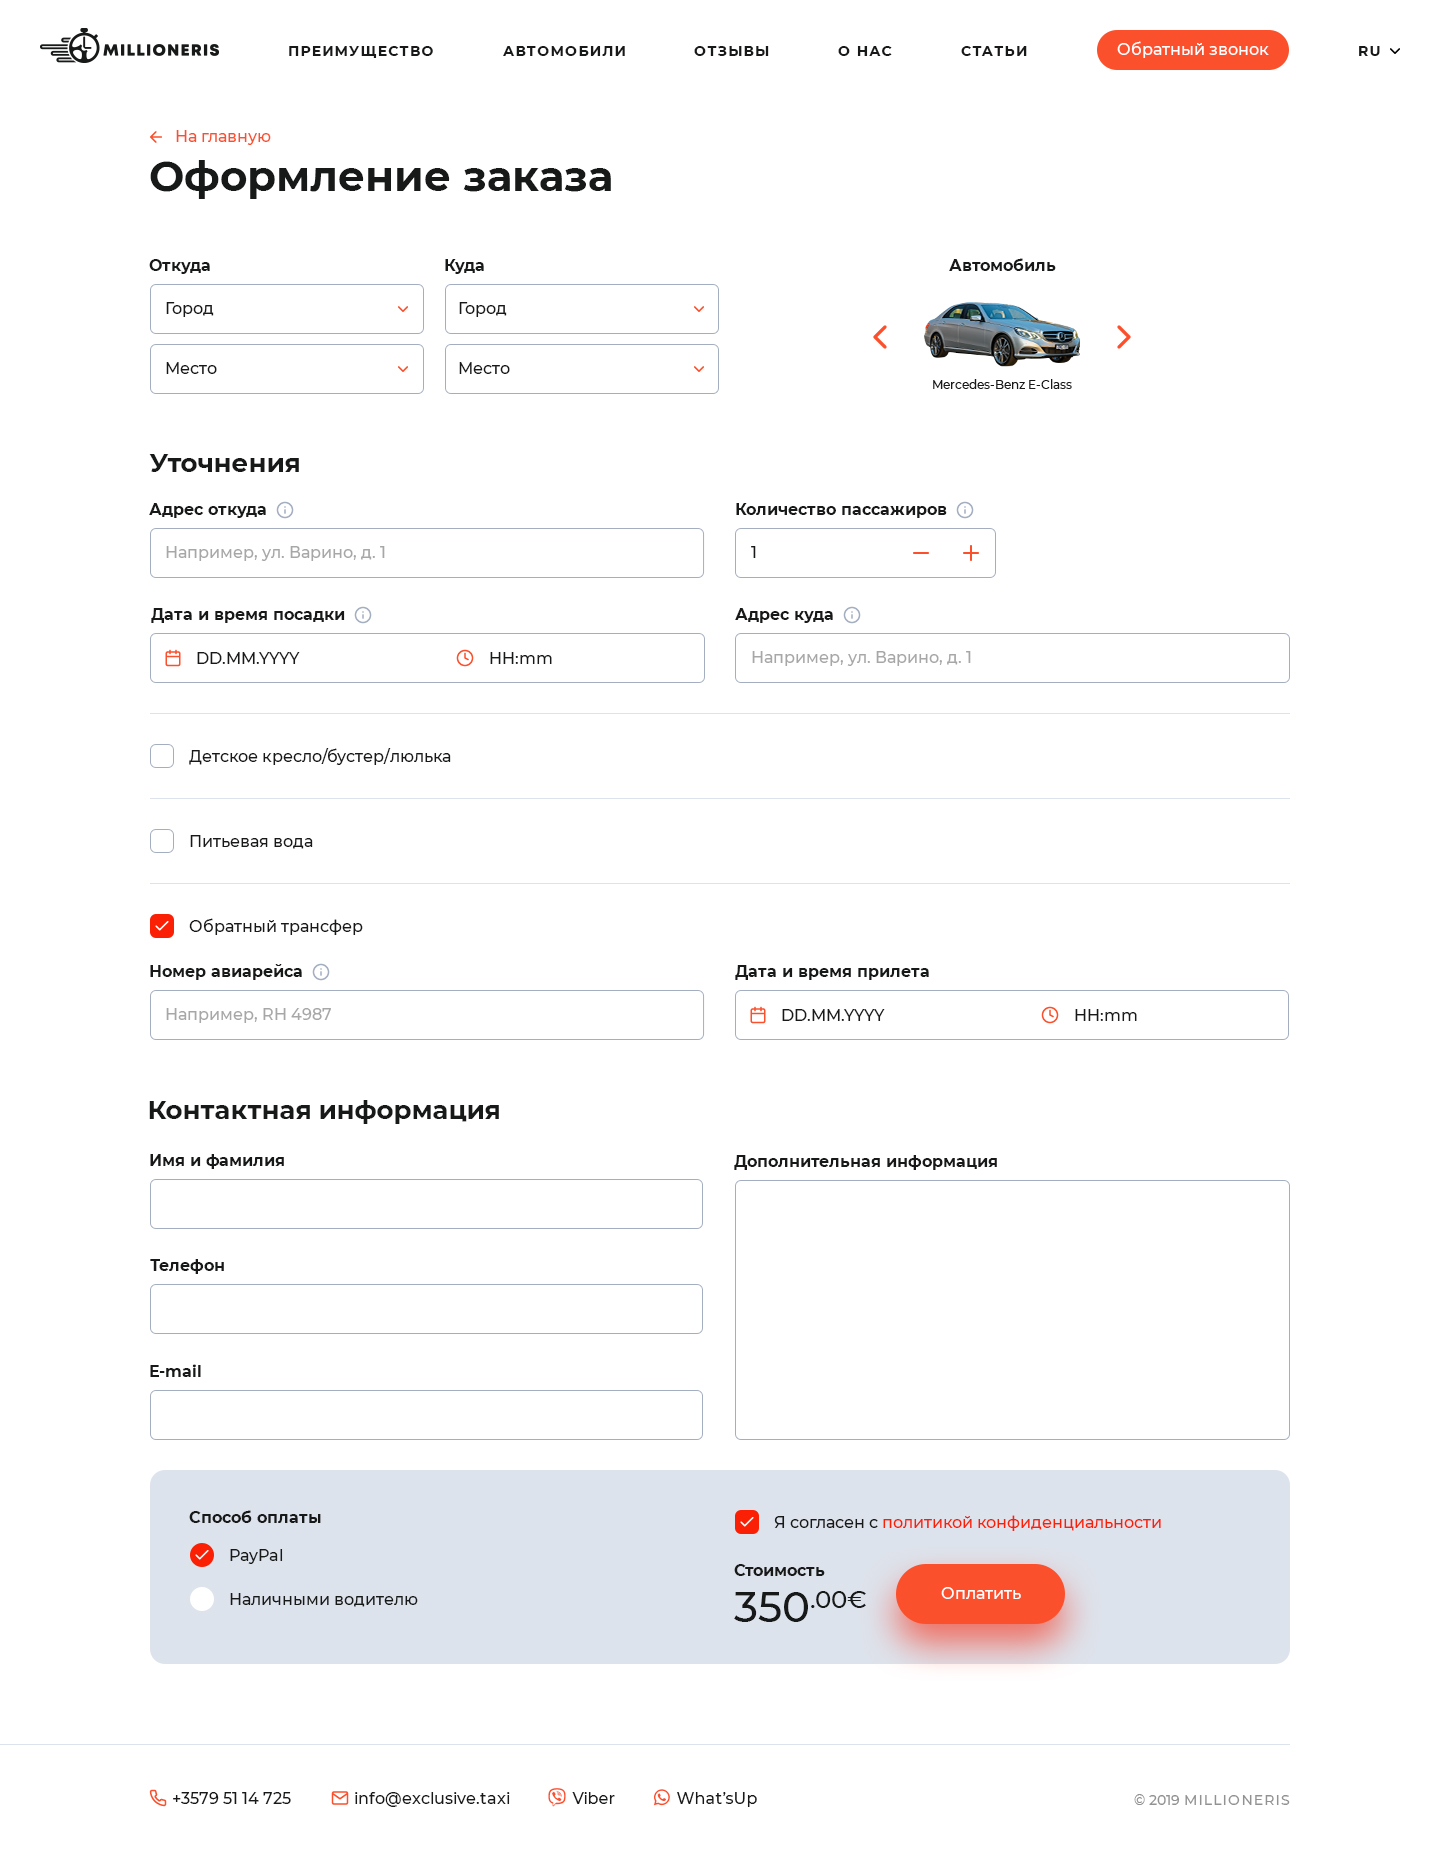 MILLIONERIS
ПРЕИМУЩЕСТВО
АВТОМОБИЛИ
ОТЗЫВЫ
О НАС
СТАТЬИ
Обратный звонок
RU
На главную
Оформление заказа
Откуда
Куда
Автомобиль
Город
Город
Место
Место
Mercedes-Benz E-Class
Уточнения
Адрес откуда
Количество пассажиров
Например, ул. Варино, д. 1
1
Дата и время посадки
Адрес куда
DD.MM.YYYY
HH:mm
Например, ул. Варино, д. 1
Детское кресло/бустер/люлька
Питьевая вода
Обратный трансфер
Номер авиарейса
Дата и время прилета
Например, RH 4987
DD.MM.YYYY
HH:mm
Контактная информация
Имя и фамилия
Дополнительная информация
Телефон
E-mail
Способ оплаты
Я согласен с политикой конфиденциальности
PayPal
Наличными водителю
Стоимость
350.00€
Оплатить
+3579 51 14 725
info@exclusive.taxi
Viber
What’sUp
© 2019 MILLIONERIS